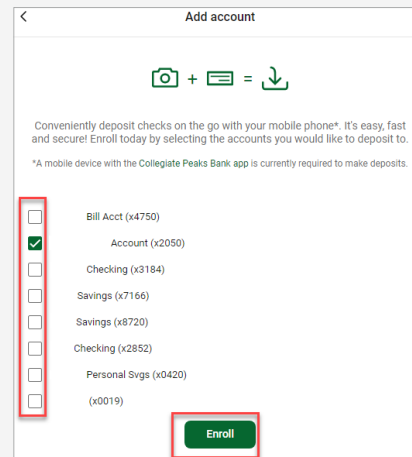 Add account
+ =
Conveniently deposit checks on the go with your mobile phone*. It's easy, fast
and secure! Enroll today by selecting the accounts you would like to deposit to.
*A mobile device with the Collegiate Peaks Bank app is currently required to make deposits.
Bill Acct (x4750)
Account (x2050)
Checking (x3184)
Savings (x7166)
Savings (x8720)
Checking (x2852)
Personal Svgs (x0420)
(x0019)
Enroll